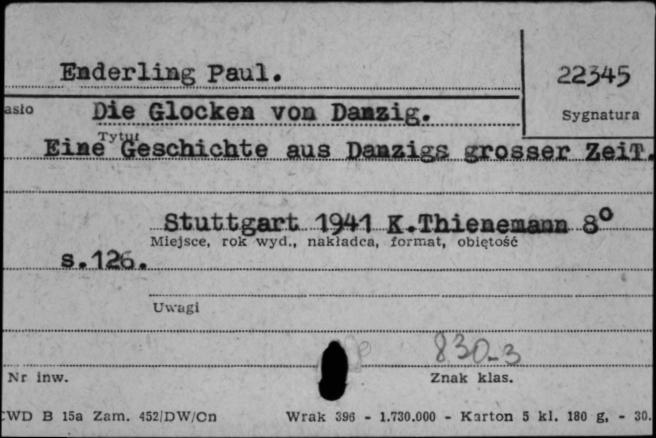 Enderling Paul.
22345
asło
Die Glocken von Danzig.
Sygnatura
Tytuł
Eine Geschichte aus Danzigs grosser ZeiT.
Stuttgart 1941 K.Thienemann 8°
Miejsce, rok wyd., nakładca, format, objętość
s.126.
Uwagi
830-3
Nr inw.
Znak klas.
CWD B 15a Zam. 452/DW/Cn Wrak 396 - 1.730.000 - Karton 5 kl. 180 g, - 30.